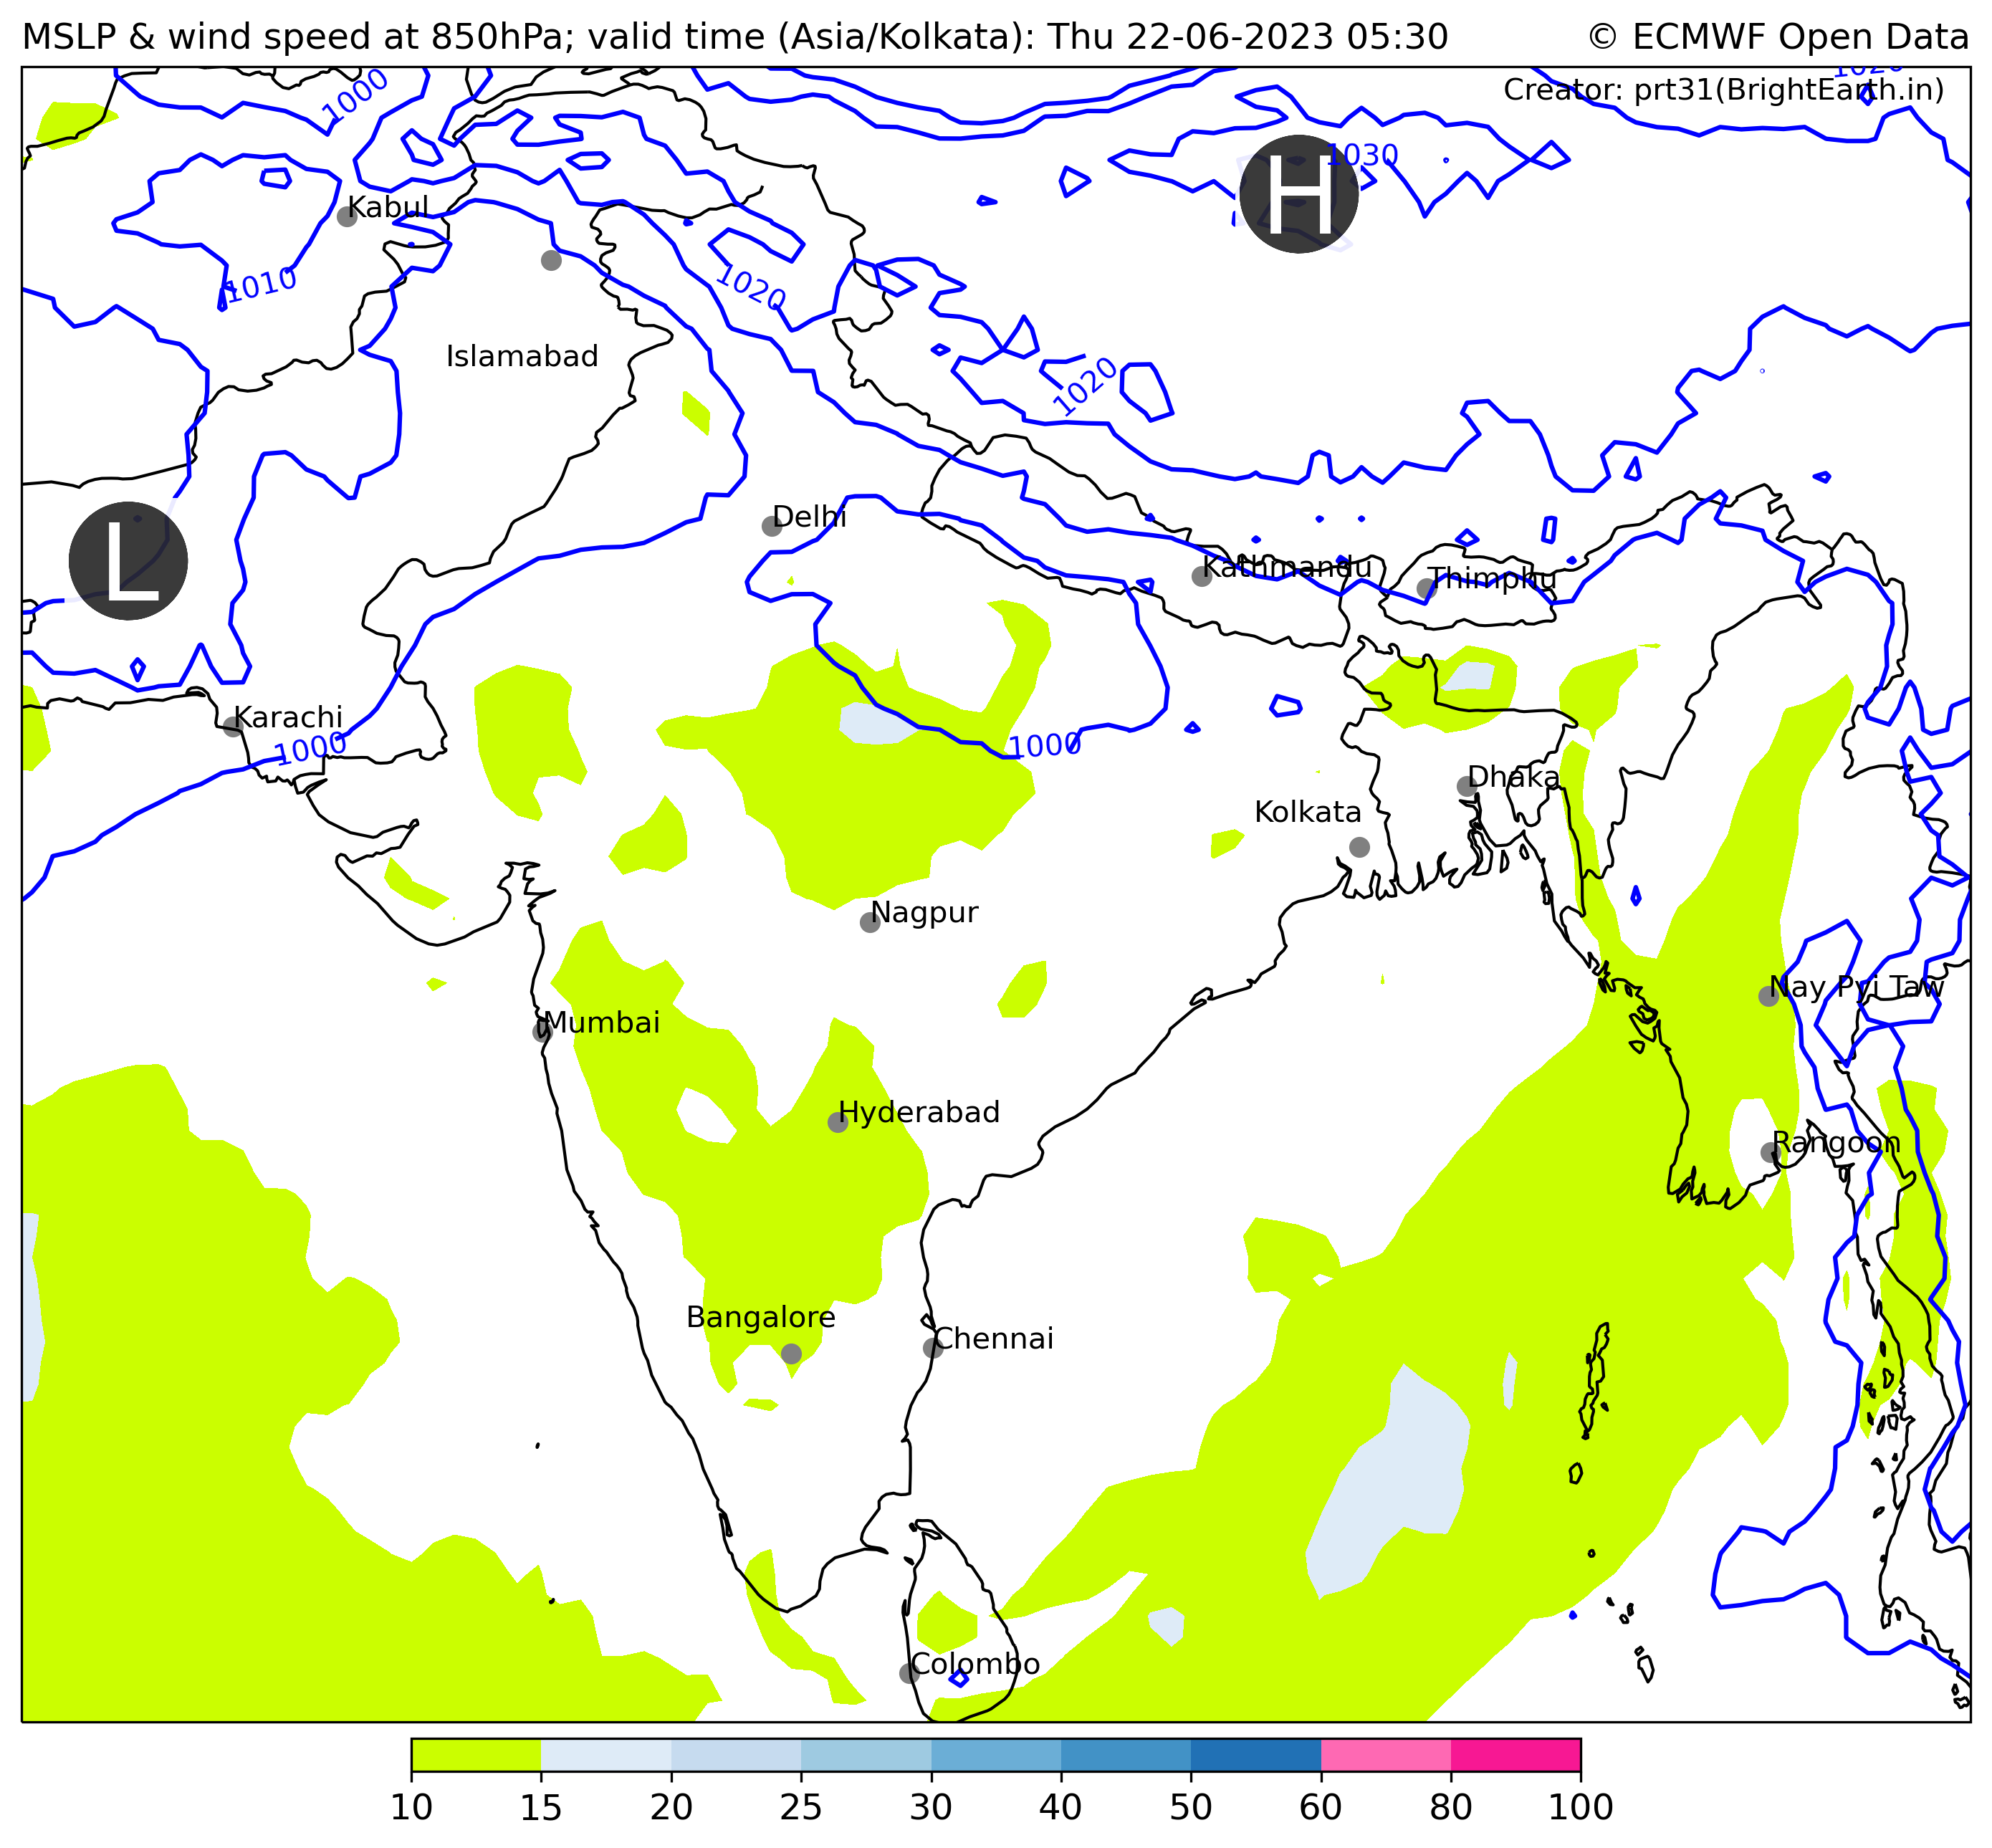 MSLP & wind speed at 850hPa; valid time (Asia/Kolkata): Thu 22-06-2023 05:30
© ECMWF Open Data
1020
Creator: prt31(BrightEarth.in)
1000
H
1030
Kabul
1010
1020
Islamabad
1020
L
Delhi
Kathmandu
Thimphu
Karachi
1000
1000
Dhaka
Kolkata
Nagpur
Nay Pyi Taw
Mumbai
Hyderabad
Rangoon
Bangalore
Chennai
Colombo
10 15 20 25 30 40 50 60 80 100